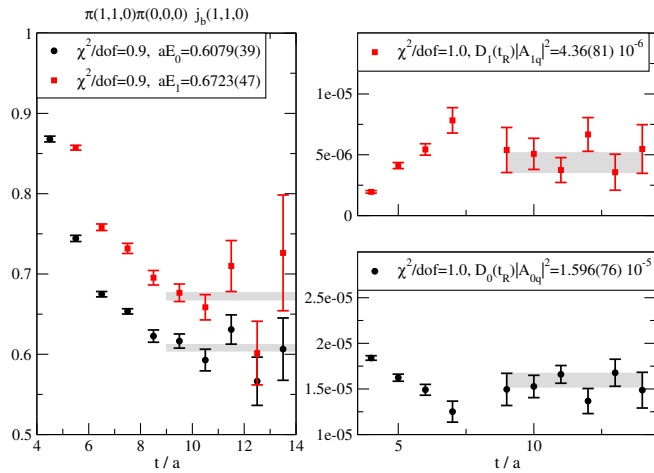 π(1,1,0)π(0,0,0) j_b(1,1,0)
χ²/dof=0.9, aE₀=0.6079(39)
χ²/dof=0.9, aE₁=0.6723(47)
1
0.9
0.8
0.7
0.6
0.5
4 6 8 10 12 14
t / a
χ²/dof=1.0, D₁(t_R)|A₁q|²=4.36(81) 10⁻⁶
1e-05
5e-06
0
χ²/dof=1.0, D₀(t_R)|A₀q|²=1.596(76) 10⁻⁵
2.5e-05
2e-05
1.5e-05
1e-05
5 10
t / a